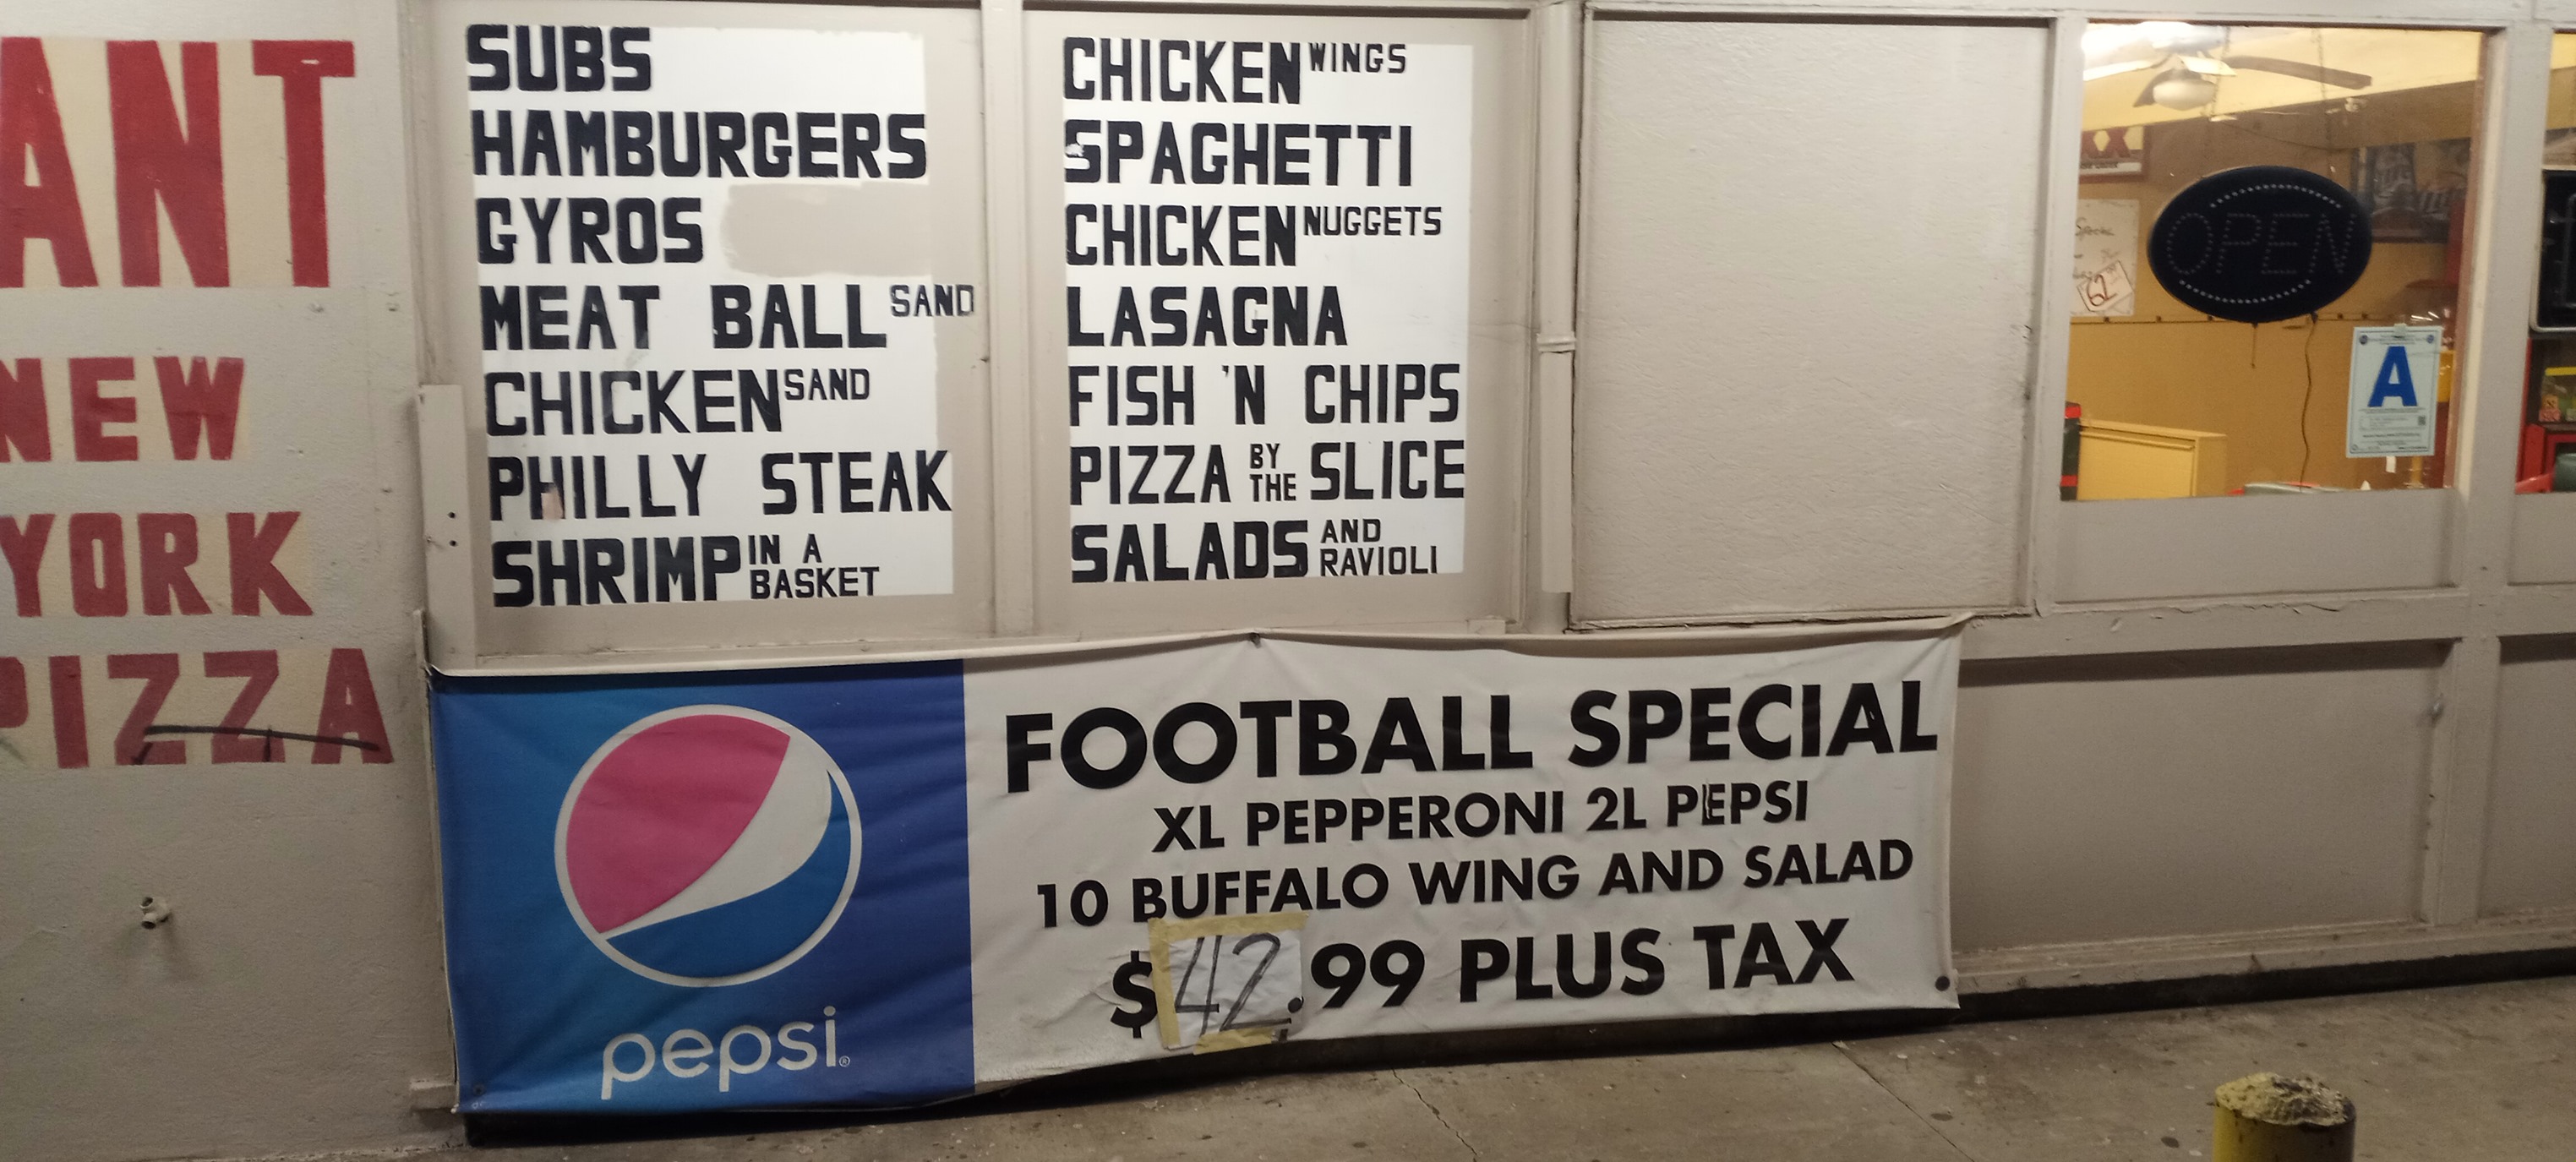 ANT
NEW
YORK
PIZZA
SUBS
HAMBURGERS
GYROS
MEAT BALL SAND
CHICKEN SAND
PHILLY STEAK
SHRIMP IN A BASKET
CHICKEN WINGS
SPAGHETTI
CHICKEN NUGGETS
LASAGNA
FISH 'N CHIPS
PIZZA BY THE SLICE
SALADS AND RAVIOLI
OPEN
Special
62
A
pepsi®
FOOTBALL SPECIAL
XL PEPPERONI 2L PEPSI
10 BUFFALO WING AND SALAD
$42.99 PLUS TAX